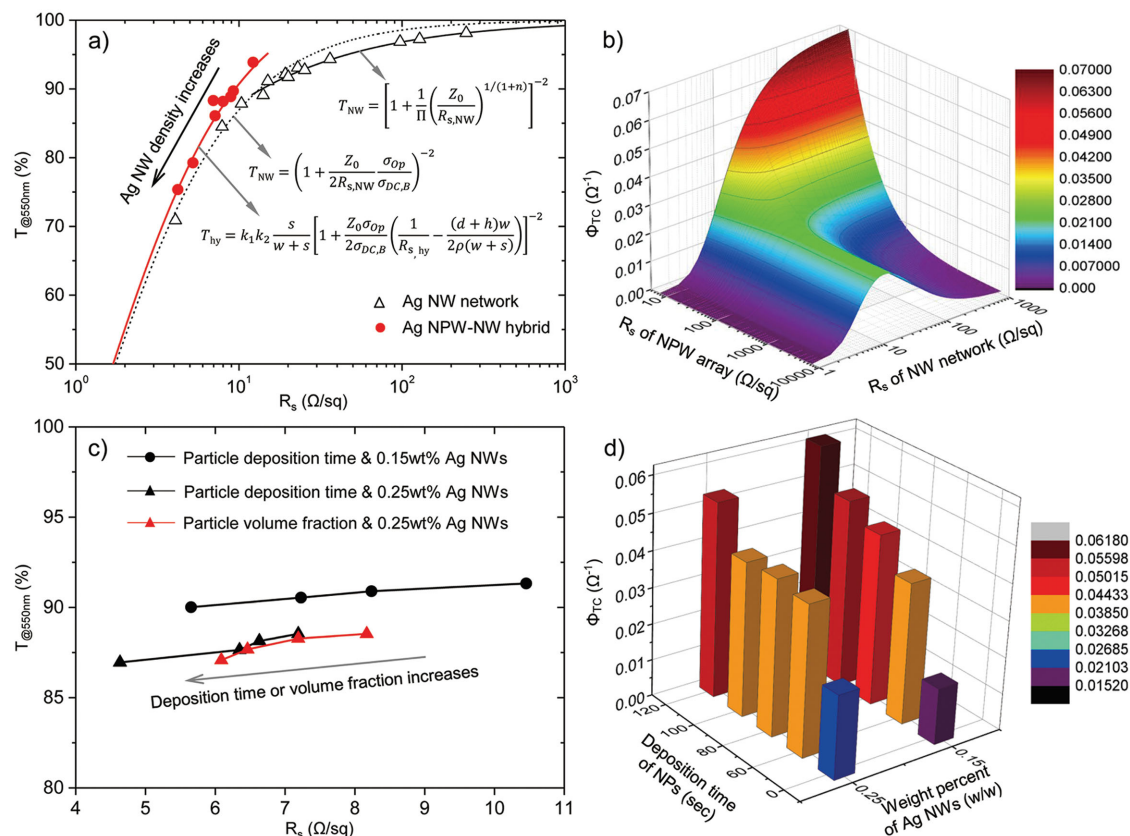 a)
T@550nm (%)
100
90
80
70
60
50
Ag NW density increases
T_NW = [1 + 1/Π (Z_0/R_s,NW)^1/(1+n)]^−2
T_NW = (1 + Z_0/2R_s,NW σ_Op/σ_DC,B)^−2
T_hy = k_1k_2 s/w + s [1 + Z_0σ_Op/2σ_DC,B (1/R_s,hy − (d + h)w/2ρ(w + s))]^−2
Ag NW network
Ag NPW-NW hybrid
10^0 10^1 10^2 10^3
R_s (Ω/sq)
b)
Φ_TC (Ω^-1)
0.07
0.06
0.05
0.04
0.03
0.02
0.01
0.00
10 100 1000 10000
R_s of NPW array (Ω/sq)
1 10 100 1000
R_s of NW network (Ω/sq)
0.07000
0.06300
0.05600
0.04900
0.04200
0.03500
0.02800
0.02100
0.01400
0.007000
0.000
c)
T@550nm (%)
100
95
90
85
80
Particle deposition time & 0.15wt% Ag NWs
Particle deposition time & 0.25wt% Ag NWs
Particle volume fraction & 0.25wt% Ag NWs
Deposition time or volume fraction increases
4 5 6 7 8 9 10 11
R_s (Ω/sq)
d)
Φ_TC (Ω^-1)
0.06
0.05
0.04
0.03
0.02
0.01
0.00
120 100 80 60 0
Deposition time
of NPs (sec)
0.25 0.15
Weight percent
of Ag NWs (w/w)
0.06180
0.05598
0.05015
0.04433
0.03850
0.03268
0.02685
0.02103
0.01520